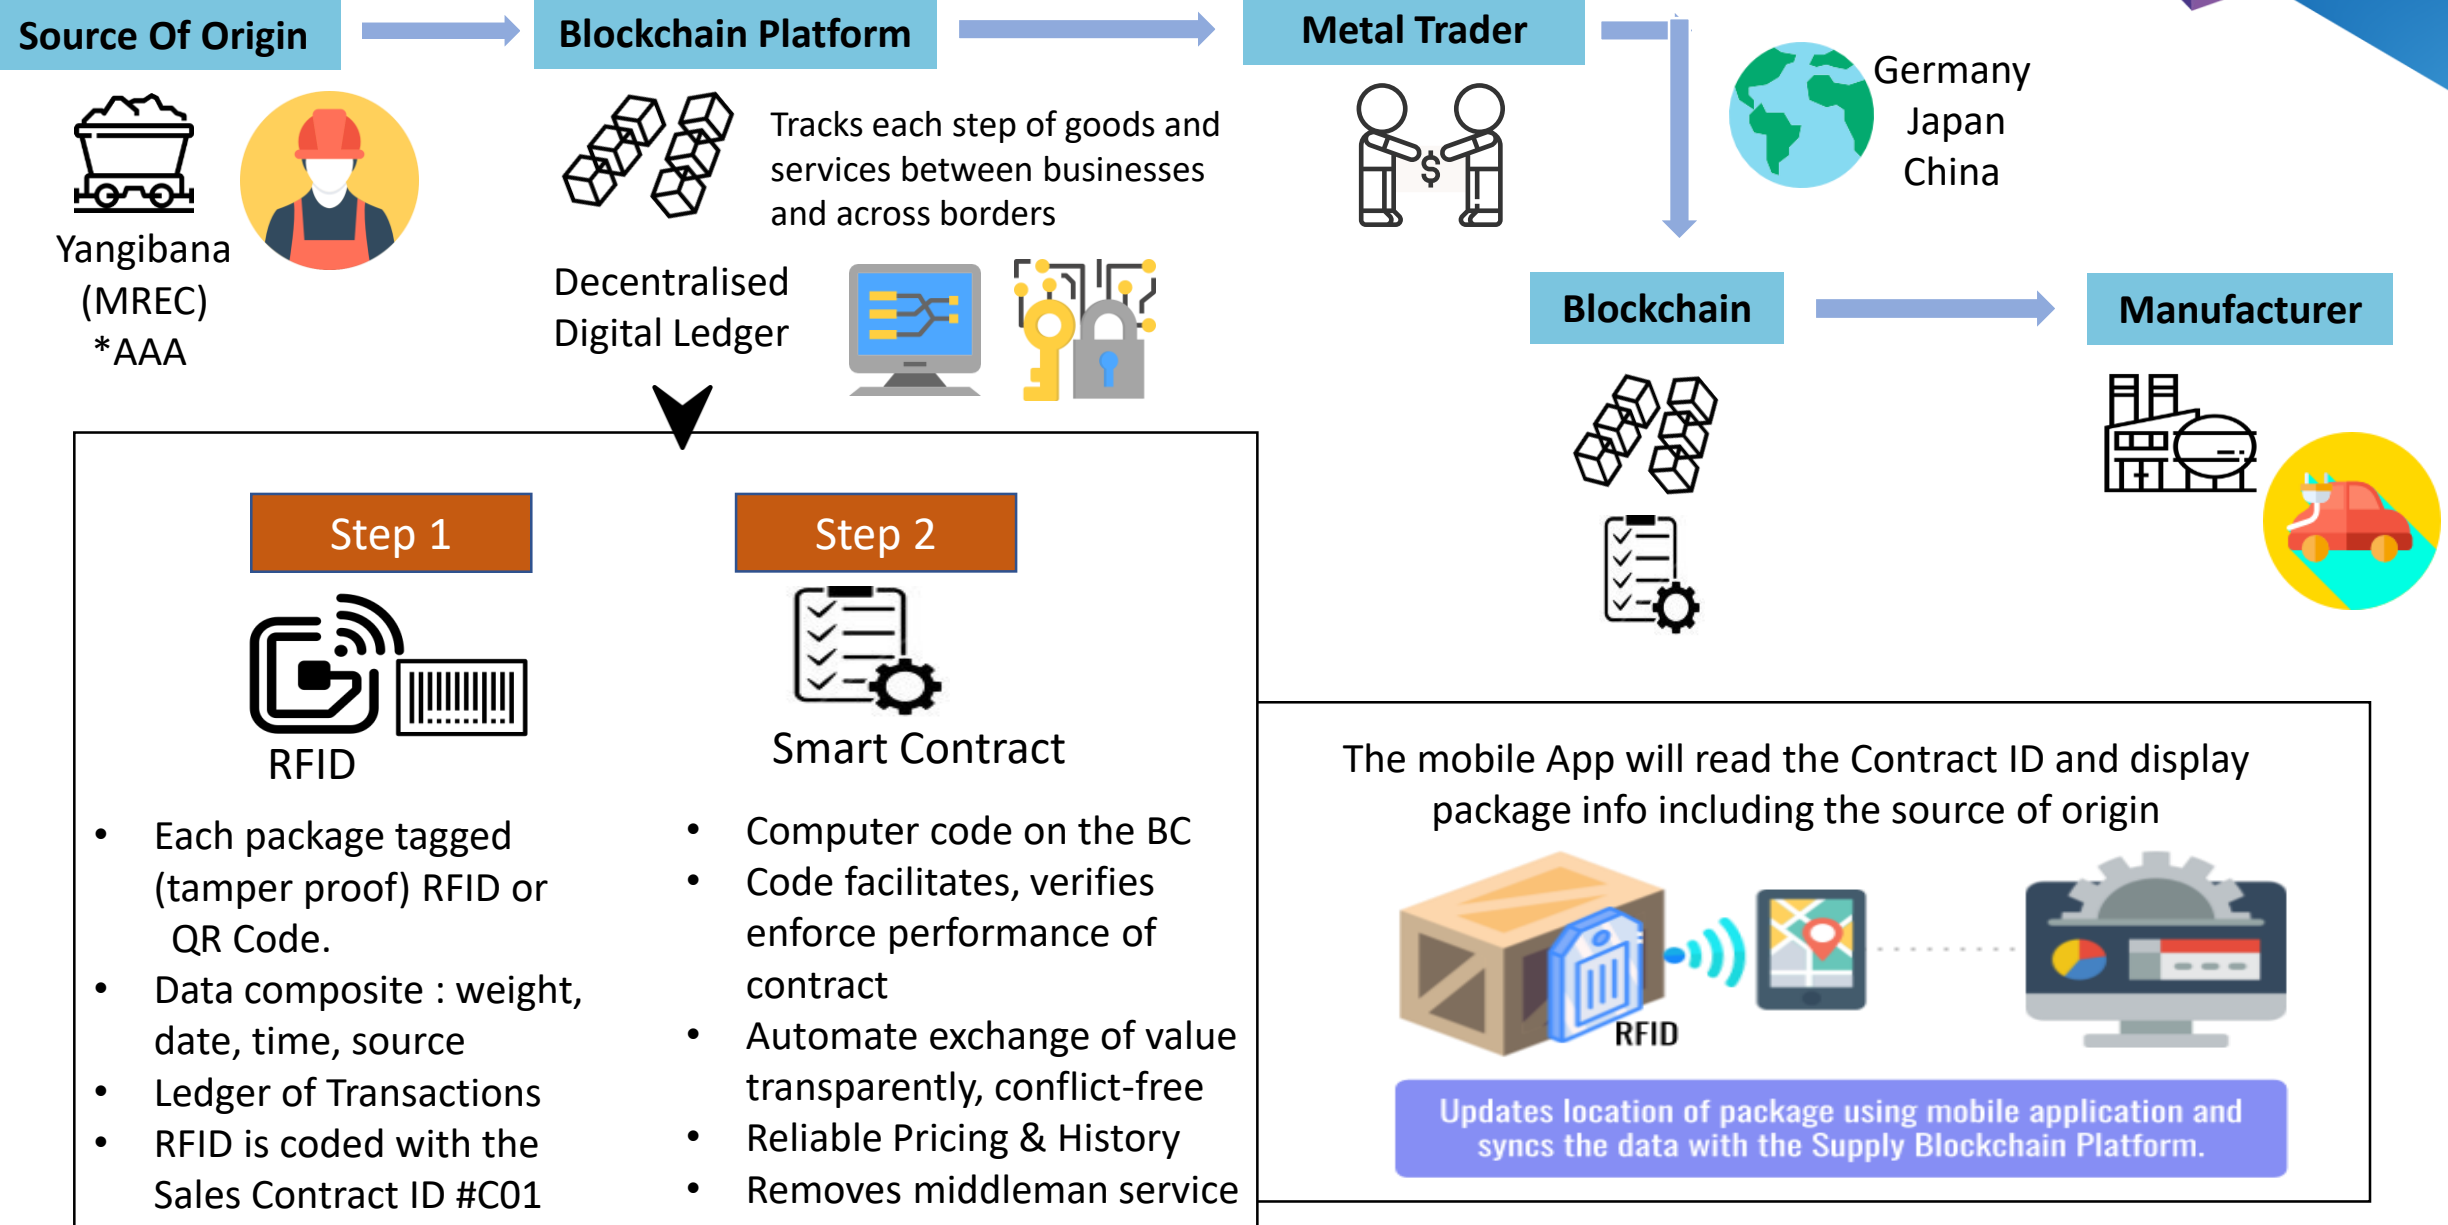 Source Of Origin
Blockchain Platform
Metal Trader
Germany
Japan
China
Yangibana
(MREC)
*AAA
Tracks each step of goods and
services between businesses
and across borders
Decentralised
Digital Ledger
$
Blockchain
Manufacturer
Step 1
RFID
• Each package tagged
(tamper proof) RFID or
QR Code.
• Data composite : weight,
date, time, source
• Ledger of Transactions
• RFID is coded with the
Sales Contract ID #C01
Step 2
Smart Contract
• Computer code on the BC
• Code facilitates, verifies
enforce performance of
contract
• Automate exchange of value
transparently, conflict-free
• Reliable Pricing & History
• Removes middleman service
The mobile App will read the Contract ID and display
package info including the source of origin
RFID
Updates location of package using mobile application and
syncs the data with the Supply Blockchain Platform.